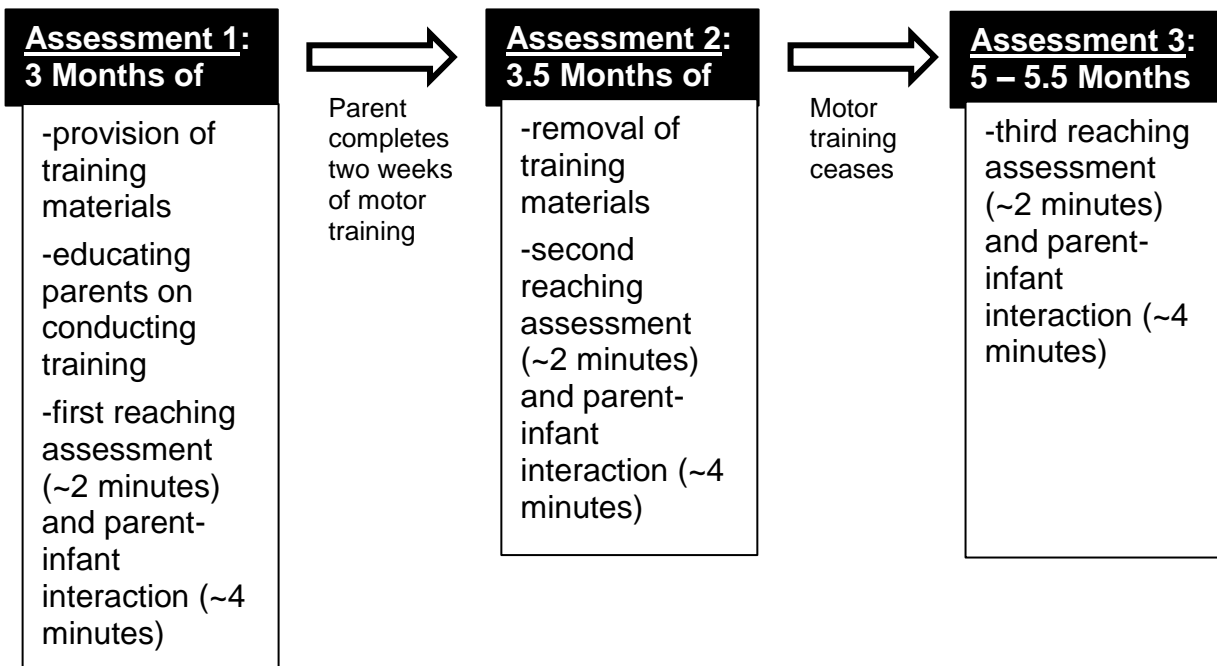 Assessment 1:
3 Months of
-provision of
training
materials
-educating
parents on
conducting
training
-first reaching
assessment
(~2 minutes)
and parent-
infant
interaction (~4
minutes)
Parent
completes
two weeks
of motor
training
Assessment 2:
3.5 Months of
-removal of
training
materials
-second
reaching
assessment
(~2 minutes)
and parent-
infant
interaction (~4
minutes)
Motor
training
ceases
Assessment 3:
5 – 5.5 Months
-third reaching
assessment
(~2 minutes)
and parent-
infant
interaction (~4
minutes)